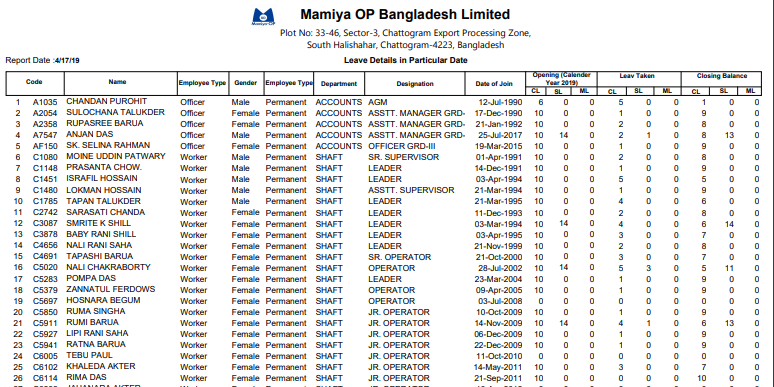 Mamiya-OP
Mamiya OP Bangladesh Limited
Plot No: 33-46, Sector-3, Chattogram Export Processing Zone,
South Halishahar, Chattogram-4223, Bangladesh
Report Date :4/17/19 Leave Details in Particular Date
Code Name Employee Type Gender Employee Type Department Designation Date of Join Opening (Calender Year 2019) Leav Taken Closing Balance
CL SL ML CL SL ML CL SL ML
1 A1035 CHANDAN PUROHIT Officer Male Permanent ACCOUNTS AGM 12-Jul-1990 6 0 0 5 0 0 1 0 0
2 A2054 SULOCHANA TALUKDER Officer Female Permanent ACCOUNTS ASSTT. MANAGER GRD- 17-Dec-1990 10 0 0 1 0 0 9 0 0
3 A2358 RUPASREE BARUA Officer Female Permanent ACCOUNTS ASSTT. MANAGER GRD- 21-Jan-1992 10 0 0 2 0 0 8 0 0
4 A7547 ANJAN DAS Officer Male Permanent ACCOUNTS ASSTT. MANAGER GRD- 25-Jul-2017 10 14 0 2 1 0 8 13 0
5 AF150 SK. SELINA RAHMAN Officer Female Permanent ACCOUNTS OFFICER GRD-III 19-Mar-2015 10 0 0 1 0 0 9 0 0
6 C1080 MOINE UDDIN PATWARY Worker Male Permanent SHAFT SR. SUPERVISOR 01-Apr-1991 10 0 0 2 0 0 8 0 0
7 C1148 PRASANTA CHOW. Worker Male Permanent SHAFT LEADER 14-Dec-1991 10 0 0 1 0 0 9 0 0
8 C1451 ISRAFIL HOSSAIN Worker Male Permanent SHAFT LEADER 03-Apr-1994 10 0 0 5 0 0 5 0 0
9 C1480 LOKMAN HOSSAIN Worker Male Permanent SHAFT ASSTT. SUPERVISOR 21-Mar-1994 10 0 0 1 0 0 9 0 0
10 C1785 TAPAN TALUKDER Worker Male Permanent SHAFT LEADER 21-Mar-1995 10 0 0 4 0 0 6 0 0
11 C2742 SARASATI CHANDA Worker Female Permanent SHAFT LEADER 11-Dec-1993 10 0 0 2 0 0 8 0 0
12 C3087 SMRITE K SHILL Worker Female Permanent SHAFT LEADER 03-Mar-1994 10 14 0 4 0 0 6 14 0
13 C3878 BABY RANI SHILL Worker Female Permanent SHAFT LEADER 03-Apr-1995 10 0 0 3 0 0 7 0 0
14 C4656 NALI RANI SAHA Worker Female Permanent SHAFT LEADER 21-Nov-1999 10 0 0 2 0 0 8 0 0
15 C4691 TAPASHI BARUA Worker Female Permanent SHAFT SR. OPERATOR 21-Oct-2000 10 0 0 3 0 0 7 0 0
16 C5020 NALI CHAKRABORTY Worker Female Permanent SHAFT OPERATOR 28-Jul-2002 10 14 0 5 3 0 5 11 0
17 C5283 POMPA DAS Worker Female Permanent SHAFT LEADER 23-Mar-2004 10 0 0 1 0 0 9 0 0
18 C5379 ZANNATUL FERDOWS Worker Female Permanent SHAFT OPERATOR 09-Apr-2005 10 0 0 1 0 0 9 0 0
19 C5697 HOSNARA BEGUM Worker Female Permanent SHAFT OPERATOR 03-Jul-2008 0 0 0 0 0 0 0 0 0
20 C5850 RUMA SINGHA Worker Female Permanent SHAFT JR. OPERATOR 10-Oct-2009 10 0 0 1 0 0 9 0 0
21 C5911 RUMI BARUA Worker Female Permanent SHAFT JR. OPERATOR 14-Nov-2009 10 14 0 4 1 0 6 13 0
22 C5927 LIPI RANI SAHA Worker Female Permanent SHAFT JR. OPERATOR 06-Dec-2009 10 0 0 1 0 0 9 0 0
23 C5941 RATNA BARUA Worker Female Permanent SHAFT JR. OPERATOR 22-Dec-2009 10 0 0 1 0 0 9 0 0
24 C6005 TEBU PAUL Worker Female Permanent SHAFT JR. OPERATOR 11-Oct-2010 0 0 0 0 0 0 0 0 0
25 C6102 KHALEDA AKTER Worker Female Permanent SHAFT JR. OPERATOR 14-May-2011 10 0 0 3 0 0 7 0 0
26 C6114 RIMA DAS Worker Female Permanent SHAFT JR. OPERATOR 21-Sep-2011 10 0 0 0 0 0 10 0 0